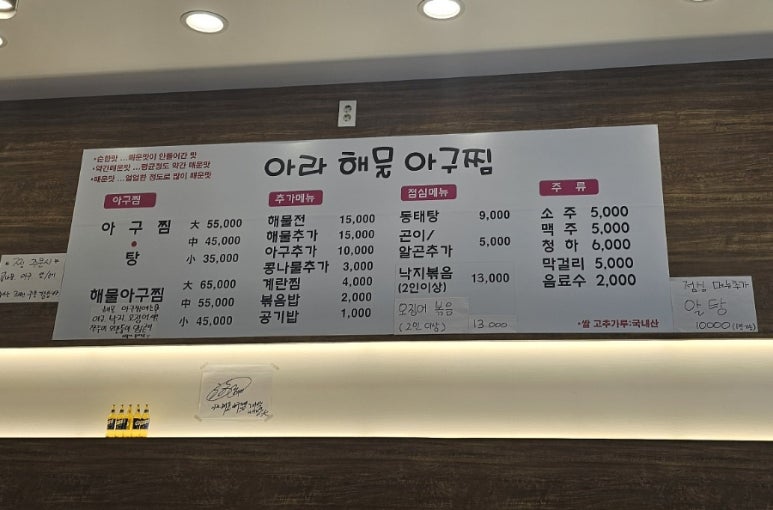 •순한맛 ...매운맛이 안들어간 맛
•약간매운맛 ...평균정도 약간 매운맛
•매운맛 ...얼얼한 정도로 많이 매운맛
아라 해물 아구찜
아구찜
아 구 찜 大 55,000
• 中 45,000
탕 小 35,000
해물아구찜 大 65,000
中 55,000
小 45,000
추가메뉴
해물전 15,000
해물추가 15,000
아구추가 10,000
콩나물추가 3,000
계란찜 4,000
볶음밥 2,000
공기밥 1,000
점심메뉴
동태탕 9,000
곤이/
알곤추가 5,000
낙지볶음
(2인이상) 13,000
오징어 볶음
(2인 이상) 13.000
주 류
소 주 5,000
맥 주 5,000
청 하 6,000
막걸리 5,000
음료수 2,000
•쌀 고추가루:국내산
점심 메뉴추가
알탕
10000